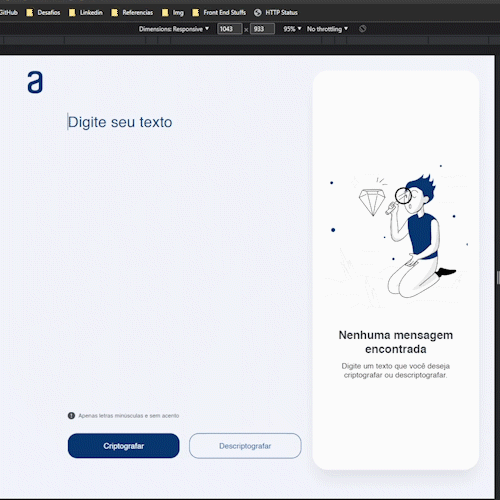 GitHub Desafios Linkedin Referencias Img Front End Stuffs HTTP Status
Dimensions: Responsive 1043 x 933 95% No throttling
a
Digite seu texto
Nenhuma mensagem
encontrada
Digite um texto que você deseja
criptografar ou descriptografar.
Apenas letras minúsculas e sem acento
Criptografar Descriptografar